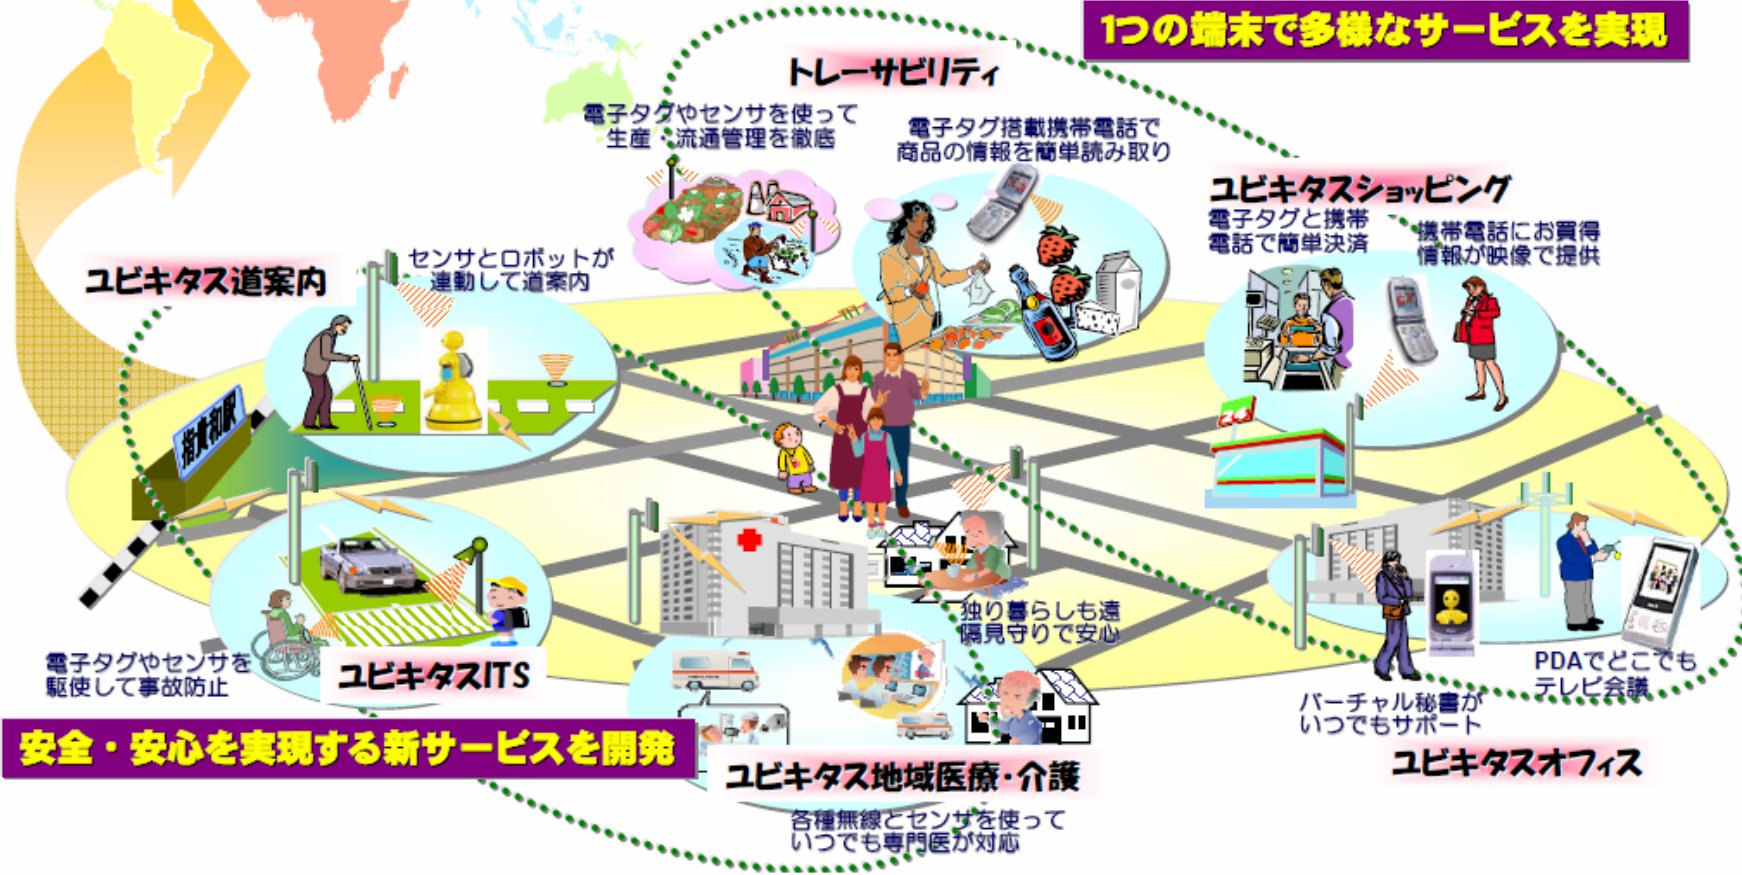 1つの端末で多様なサービスを実現
トレーサビリティ
電子タグやセンサを使って
生産・流通管理を徹底
電子タグ搭載携帯電話で
商品の情報を簡単読み取り
ユビキタスショッピング
電子タグと携帯
電話で簡単決済
携帯電話にお買得
情報が映像で提供
ユビキタス道案内
センサとロボットが
連動して道案内
指貴和駅
24
独り暮らしも遠
隔見守りで安心
電子タグやセンサを
駆使して事故防止
ユビキタスITS
PDAでどこでも
テレビ会議
バーチャル秘書が
いつでもサポート
ユビキタスオフィス
安全・安心を実現する新サービスを開発
ユビキタス地域医療・介護
各種無線とセンサを使って
いつでも専門医が対応